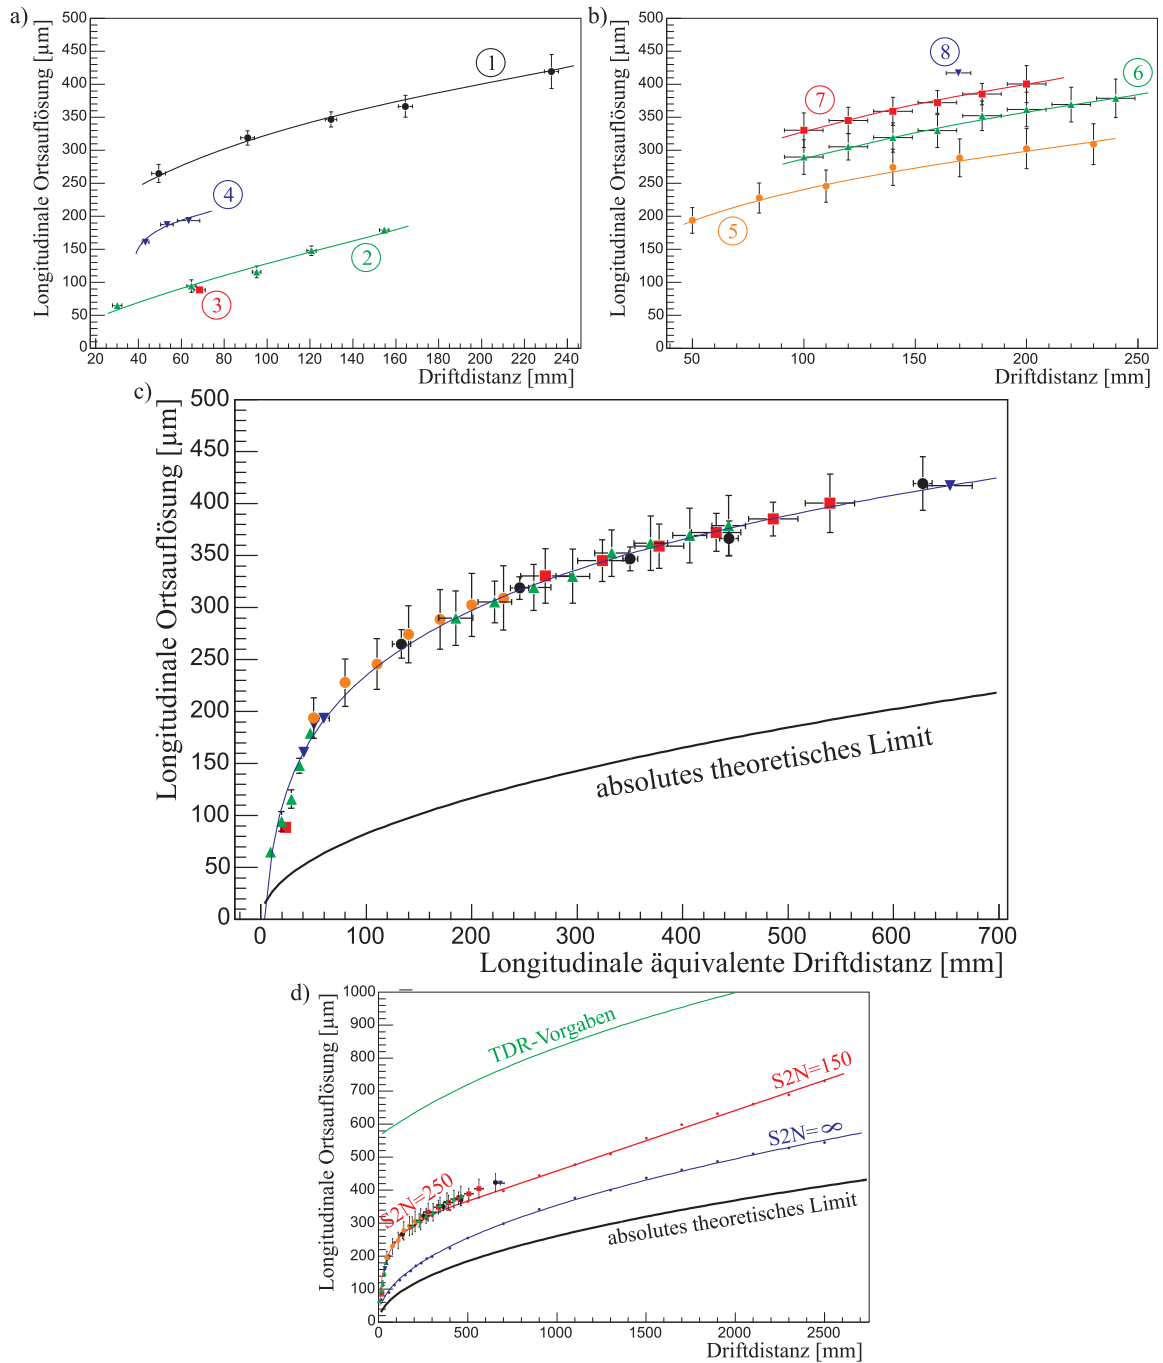 a)
Longitudinale Ortsauflösung [µm]
500
450
400
350
300
250
200
150
100
50
0
1
4
2
3
20 40 60 80 100 120 140 160 180 200 220 240
Driftdistanz [mm]
b)
Longitudinale Ortsauflösung [µm]
500
450
400
350
300
250
200
150
100
50
0
8
7
6
5
50 100 150 200 250
Driftdistanz [mm]
c)
Longitudinale Ortsauflösung [µm]
500
450
400
350
300
250
200
150
100
50
0
absolutes theoretisches Limit
0 100 200 300 400 500 600 700
Longitudinale äquivalente Driftdistanz [mm]
d)
Longitudinale Ortsauflösung [µm]
1000
900
800
700
600
500
400
300
200
100
0
TDR-Vorgaben
S2N=150
S2N=∞
S2N=250
absolutes theoretisches Limit
0 500 1000 1500 2000 2500
Driftdistanz [mm]